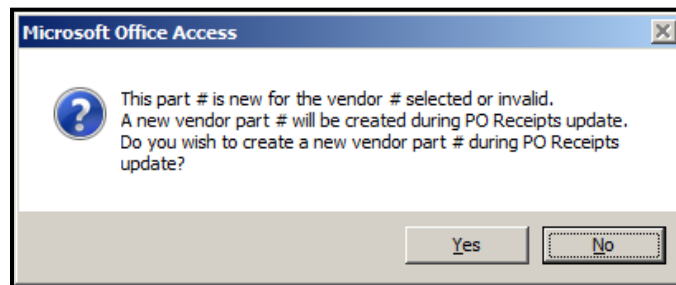 Microsoft Office Access
This part # is new for the vendor # selected or invalid.
A new vendor part # will be created during PO Receipts update.
Do you wish to create a new vendor part # during PO Receipts
update?
Yes
No